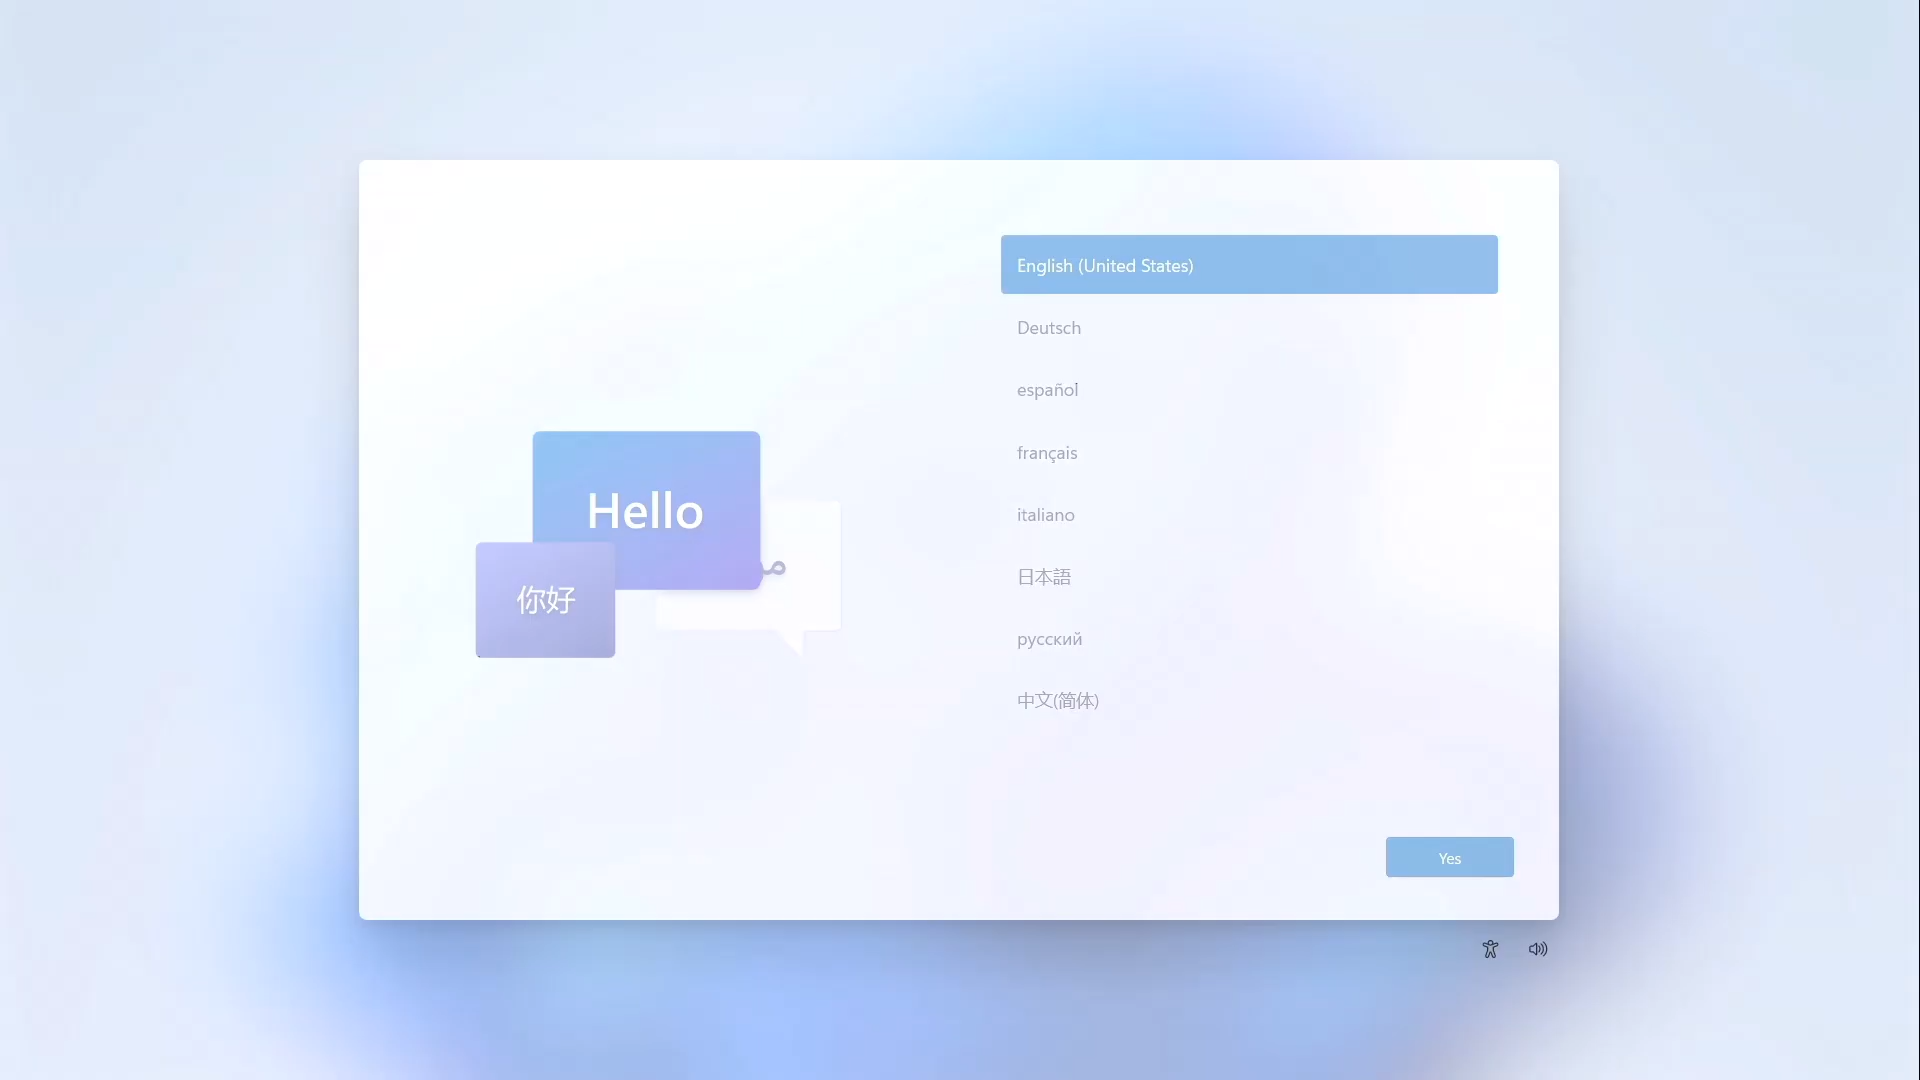 Hello
你好
English (United States)
Deutsch
español
français
italiano
日本語
русский
中文(简体)
Yes